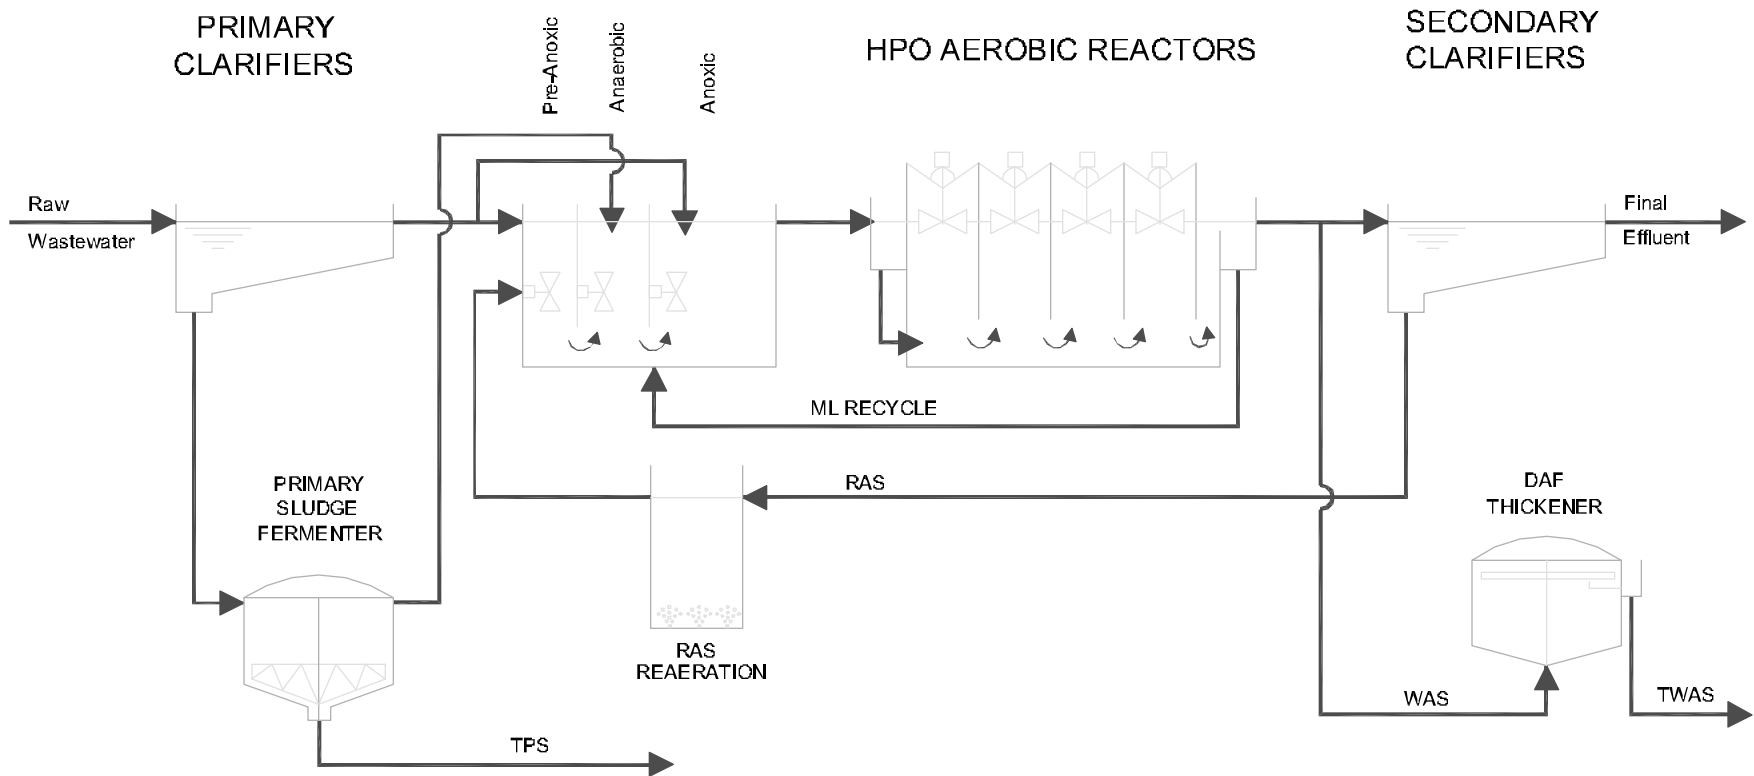 PRIMARY
CLARIFIERS
Pre-Anoxic
Anaerobic
Anoxic
HPO AEROBIC REACTORS
SECONDARY
CLARIFIERS
Raw
Wastewater
Final
Effluent
ML RECYCLE
PRIMARY
SLUDGE
FERMENTER
RAS
DAF
THICKENER
RAS
REAERATION
WAS
TWAS
TPS